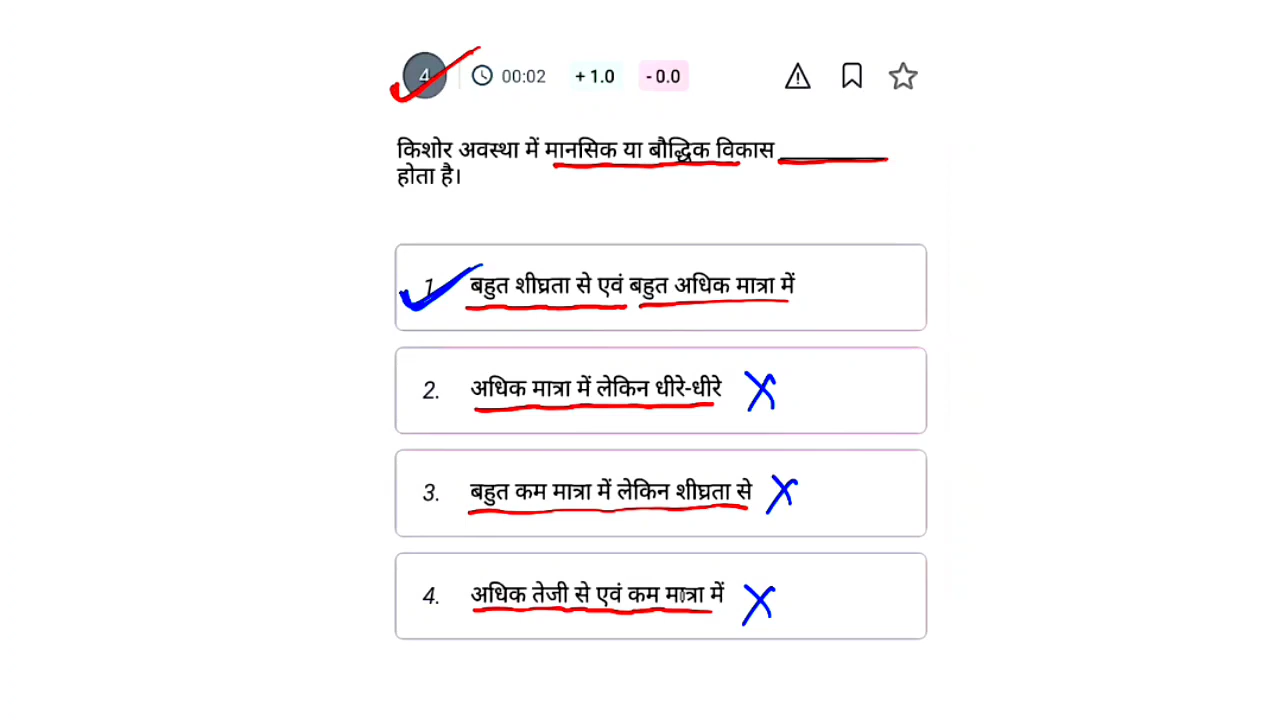 4 00:02 + 1.0 - 0.0
किशोर अवस्था में मानसिक या बौद्धिक विकास ________
होता है।
1 बहुत शीघ्रता से एवं बहुत अधिक मात्रा में
2. अधिक मात्रा में लेकिन धीरे-धीरे
3. बहुत कम मात्रा में लेकिन शीघ्रता से
4. अधिक तेजी से एवं कम मात्रा में